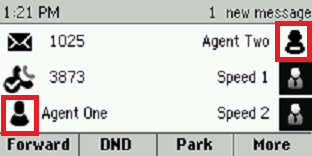 1:21 PM 1 new message
1025 Agent Two
3873 Speed 1
Agent One Speed 2
Forward DND Park More